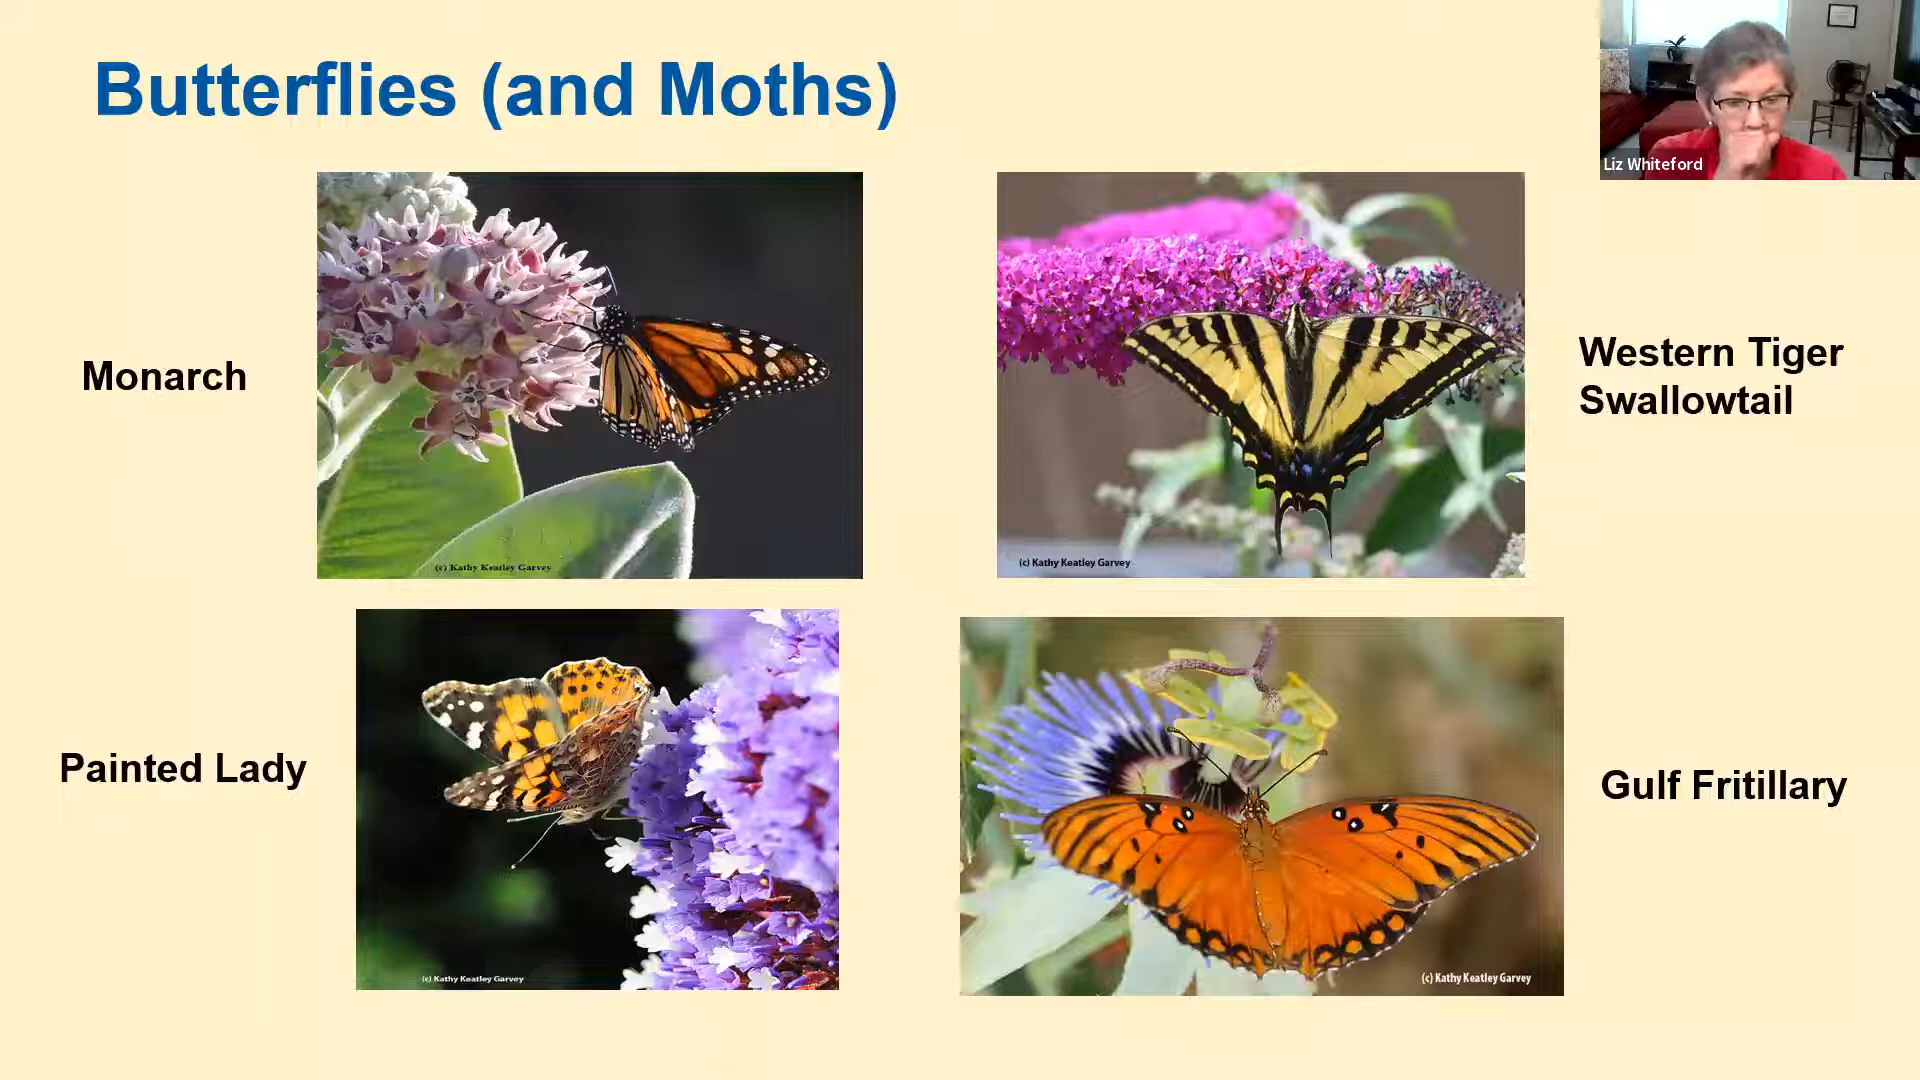 Butterflies (and Moths)
Liz Whiteford
Monarch
(c) Kathy Keatley Garvey
Western Tiger
Swallowtail
(c) Kathy Keatley Garvey
Painted Lady
(c) Kathy Keatley Garvey
Gulf Fritillary
(c) Kathy Keatley Garvey